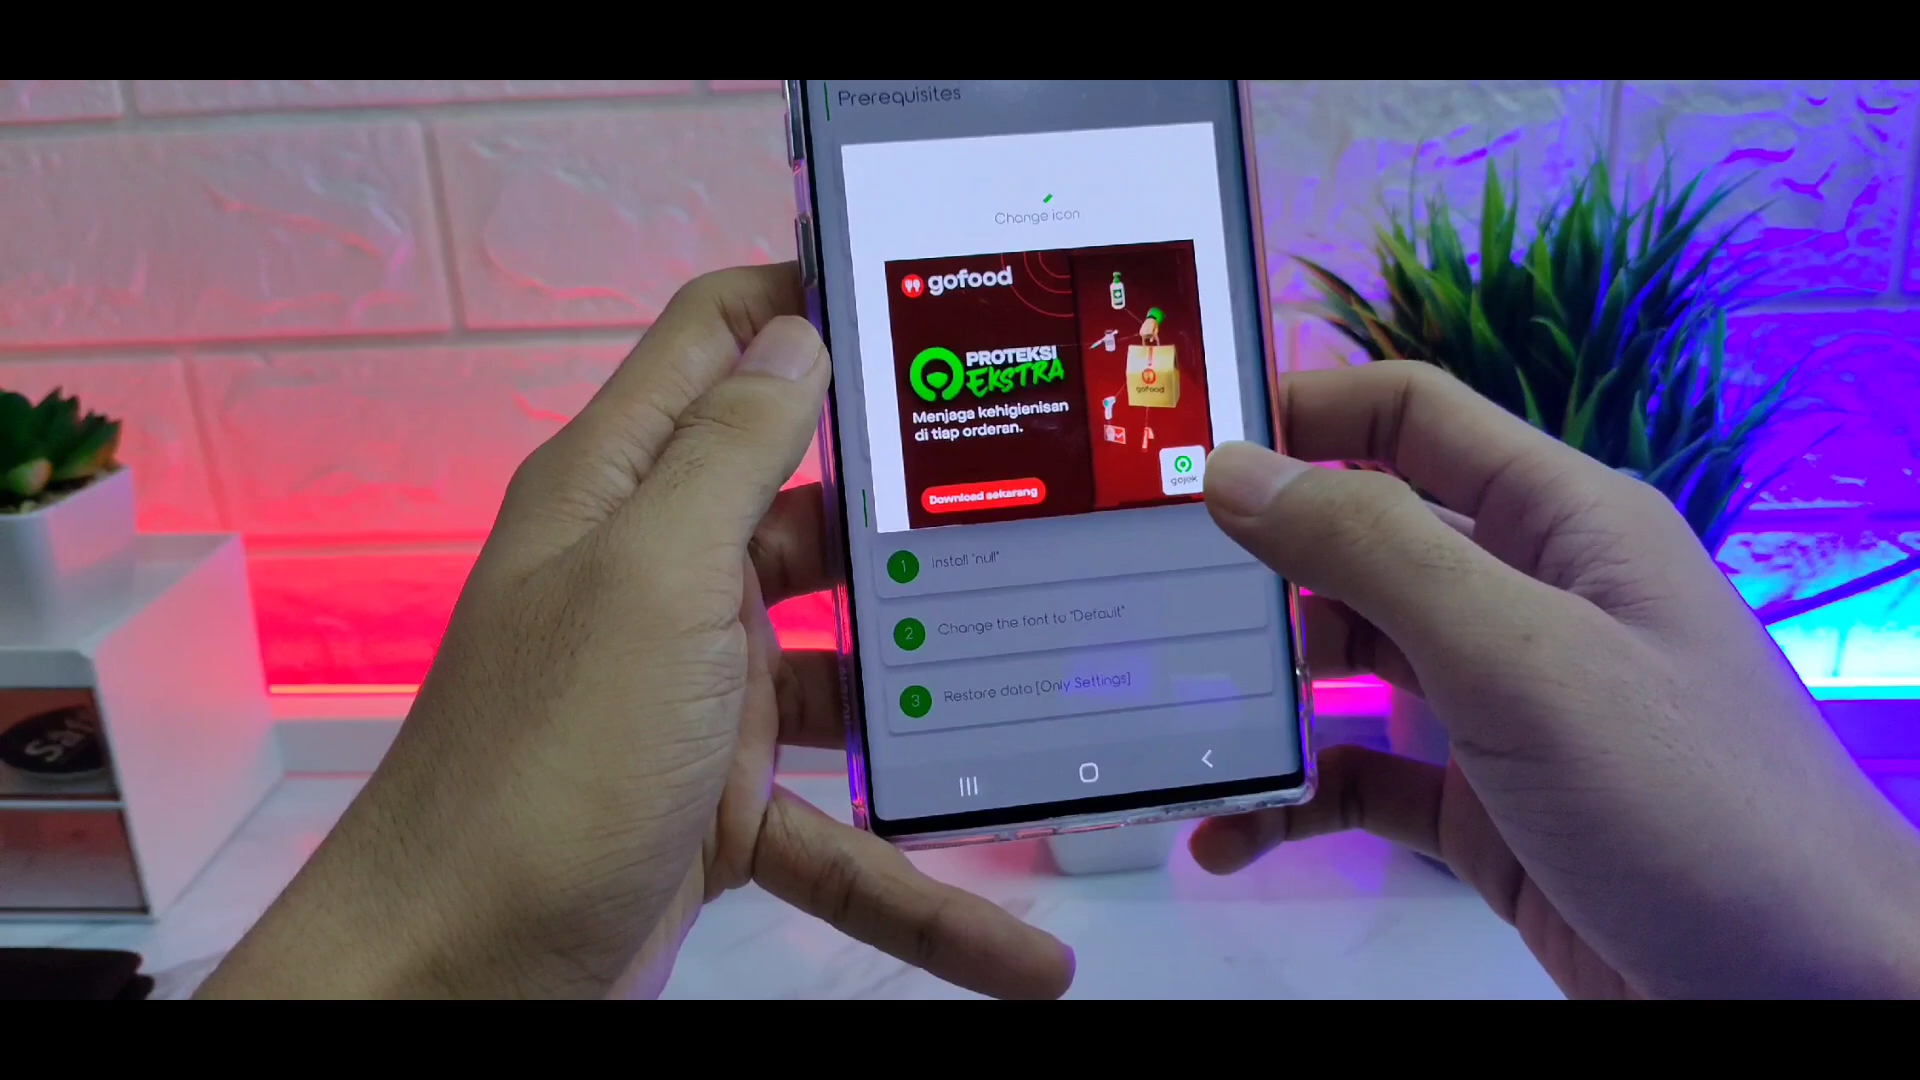 Prerequisites
Change icon
gofood
PROTEKSI
EKSTRA
Menjaga kehigienisan
di tiap orderan.
gofood
gojek
Download sekarang
1 Install "null"
2 Change the font to "Default"
3 Restore data [Only Settings]